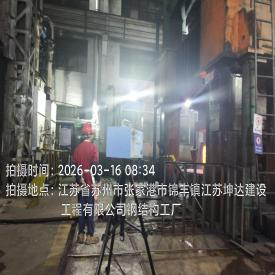 拍摄时间: 2026-03-16 08:34
拍摄地点: 江苏省苏州市张家港市锦丰镇江苏坤达建设
工程有限公司钢结构工厂